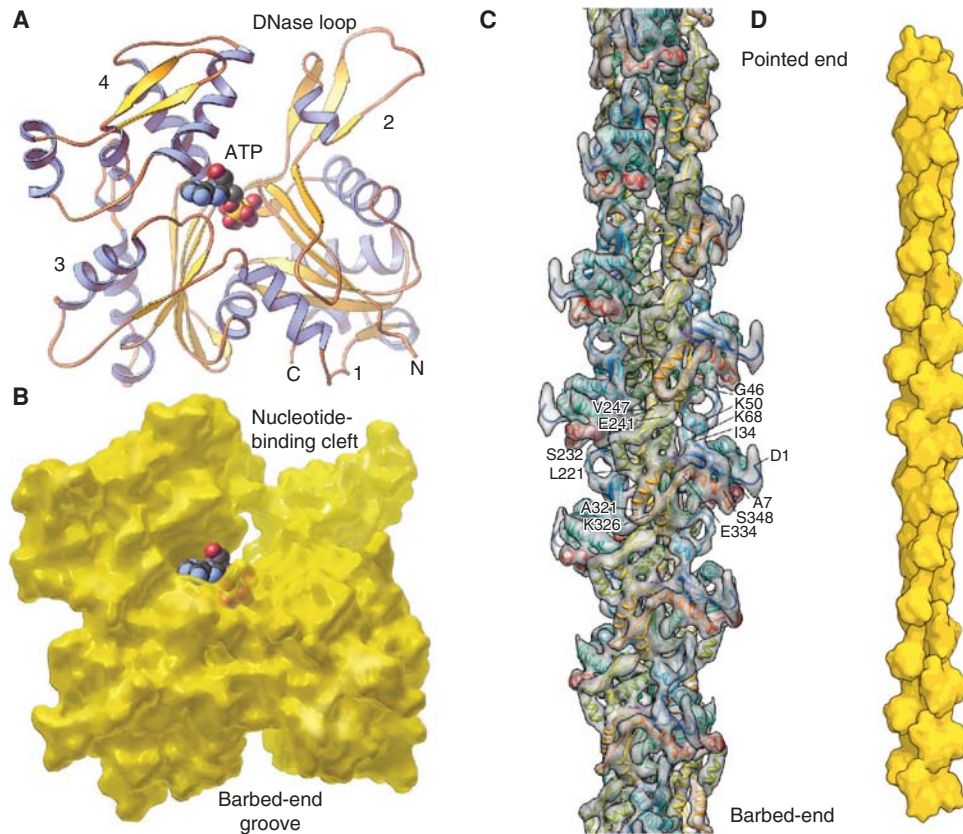 A
DNase loop
4
2
ATP
3
C
1
N
B
Nucleotide-
binding cleft
Barbed-end
groove
C
Pointed end
G46
K50
V247
E241
K68
I34
S232
D1
L221
A7
A321
S348
K326
E334
Barbed-end
D